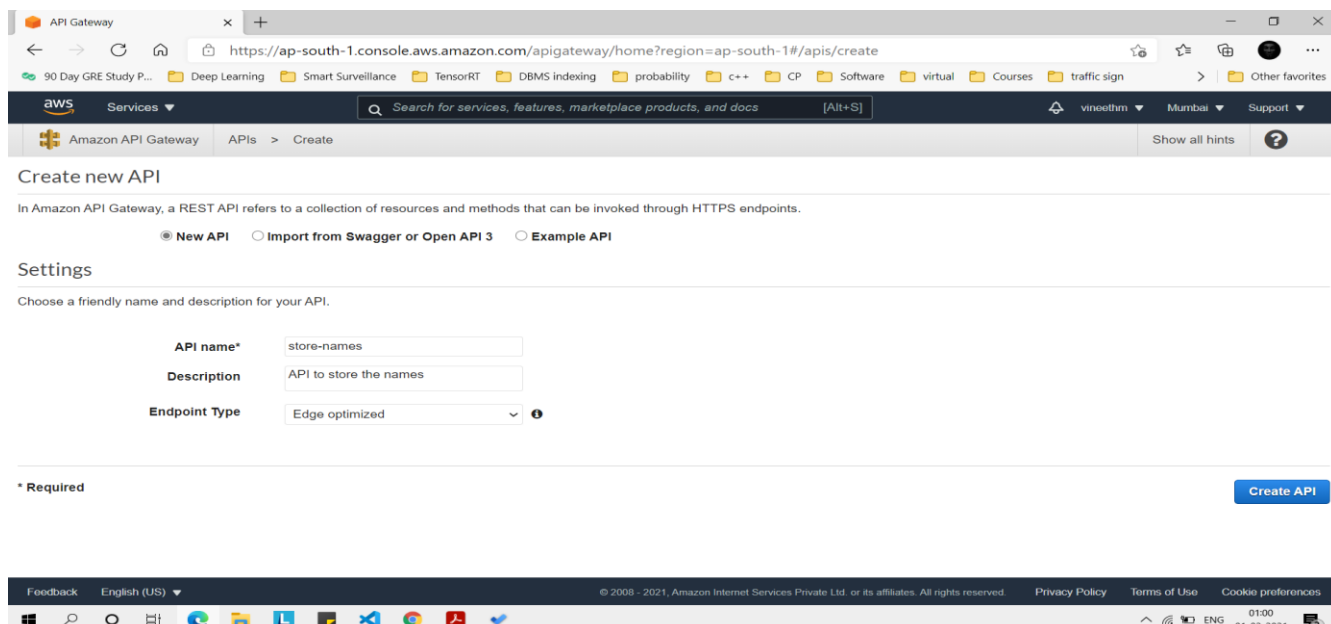 API Gateway
https://ap-south-1.console.aws.amazon.com/apigateway/home?region=ap-south-1#/apis/create
90 Day GRE Study P... Deep Learning Smart Surveillance TensorRT DBMS indexing probability c++ CP Software virtual Courses traffic sign Other favorites
aws Services Search for services, features, marketplace products, and docs [Alt+S] vineethm Mumbai Support
Amazon API Gateway APIs > Create Show all hints
Create new API
In Amazon API Gateway, a REST API refers to a collection of resources and methods that can be invoked through HTTPS endpoints.
New API Import from Swagger or Open API 3 Example API
Settings
Choose a friendly name and description for your API.
API name* store-names
Description API to store the names
Endpoint Type Edge optimized
* Required Create API
Feedback English (US) © 2008 - 2021, Amazon Internet Services Private Ltd. or its affiliates. All rights reserved. Privacy Policy Terms of Use Cookie preferences
ENG 01:00